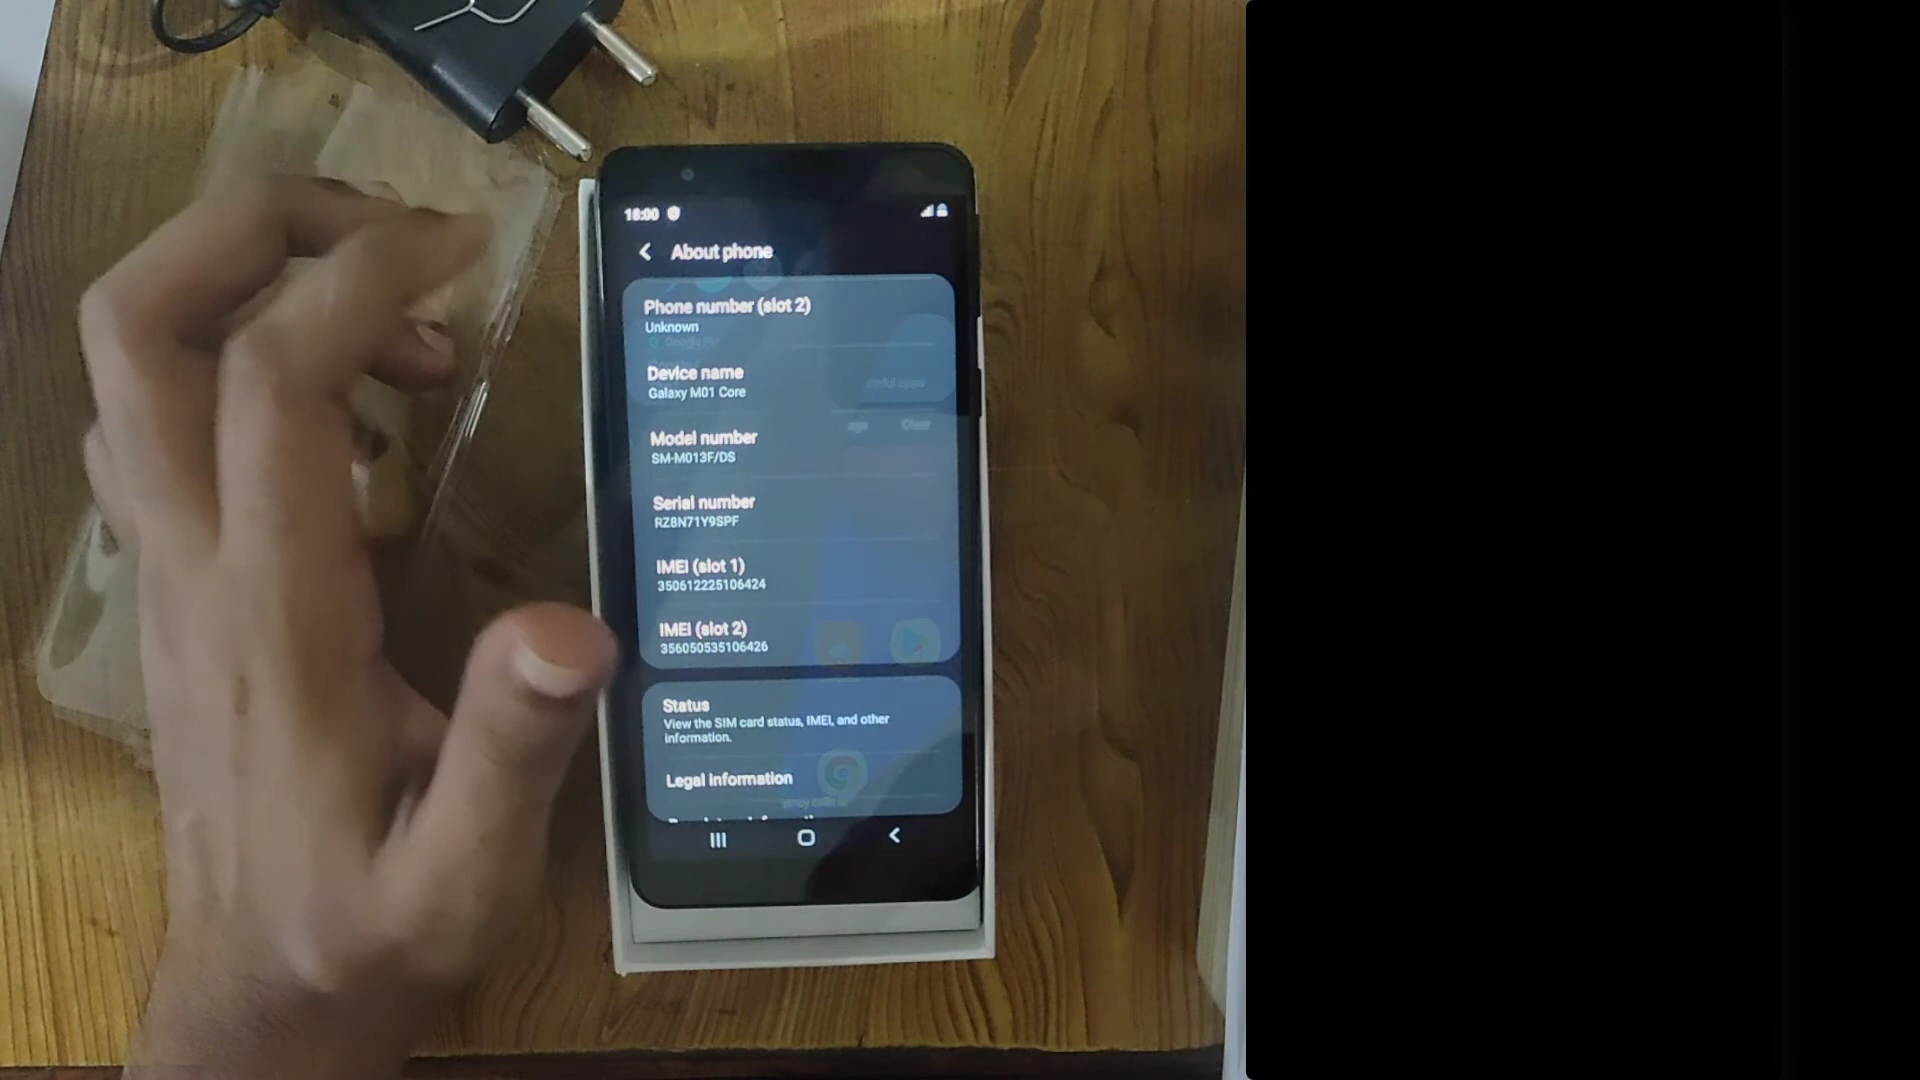 18:00
About phone
Phone number (slot 2)
Unknown
Device name
Galaxy M01 Core
Model number
SM-M013F/DS
Serial number
RZ8N71Y9SPF
IMEI (slot 1)
350612225106424
IMEI (slot 2)
356050535106426
Status
View the SIM card status, IMEI, and other
information.
Legal information